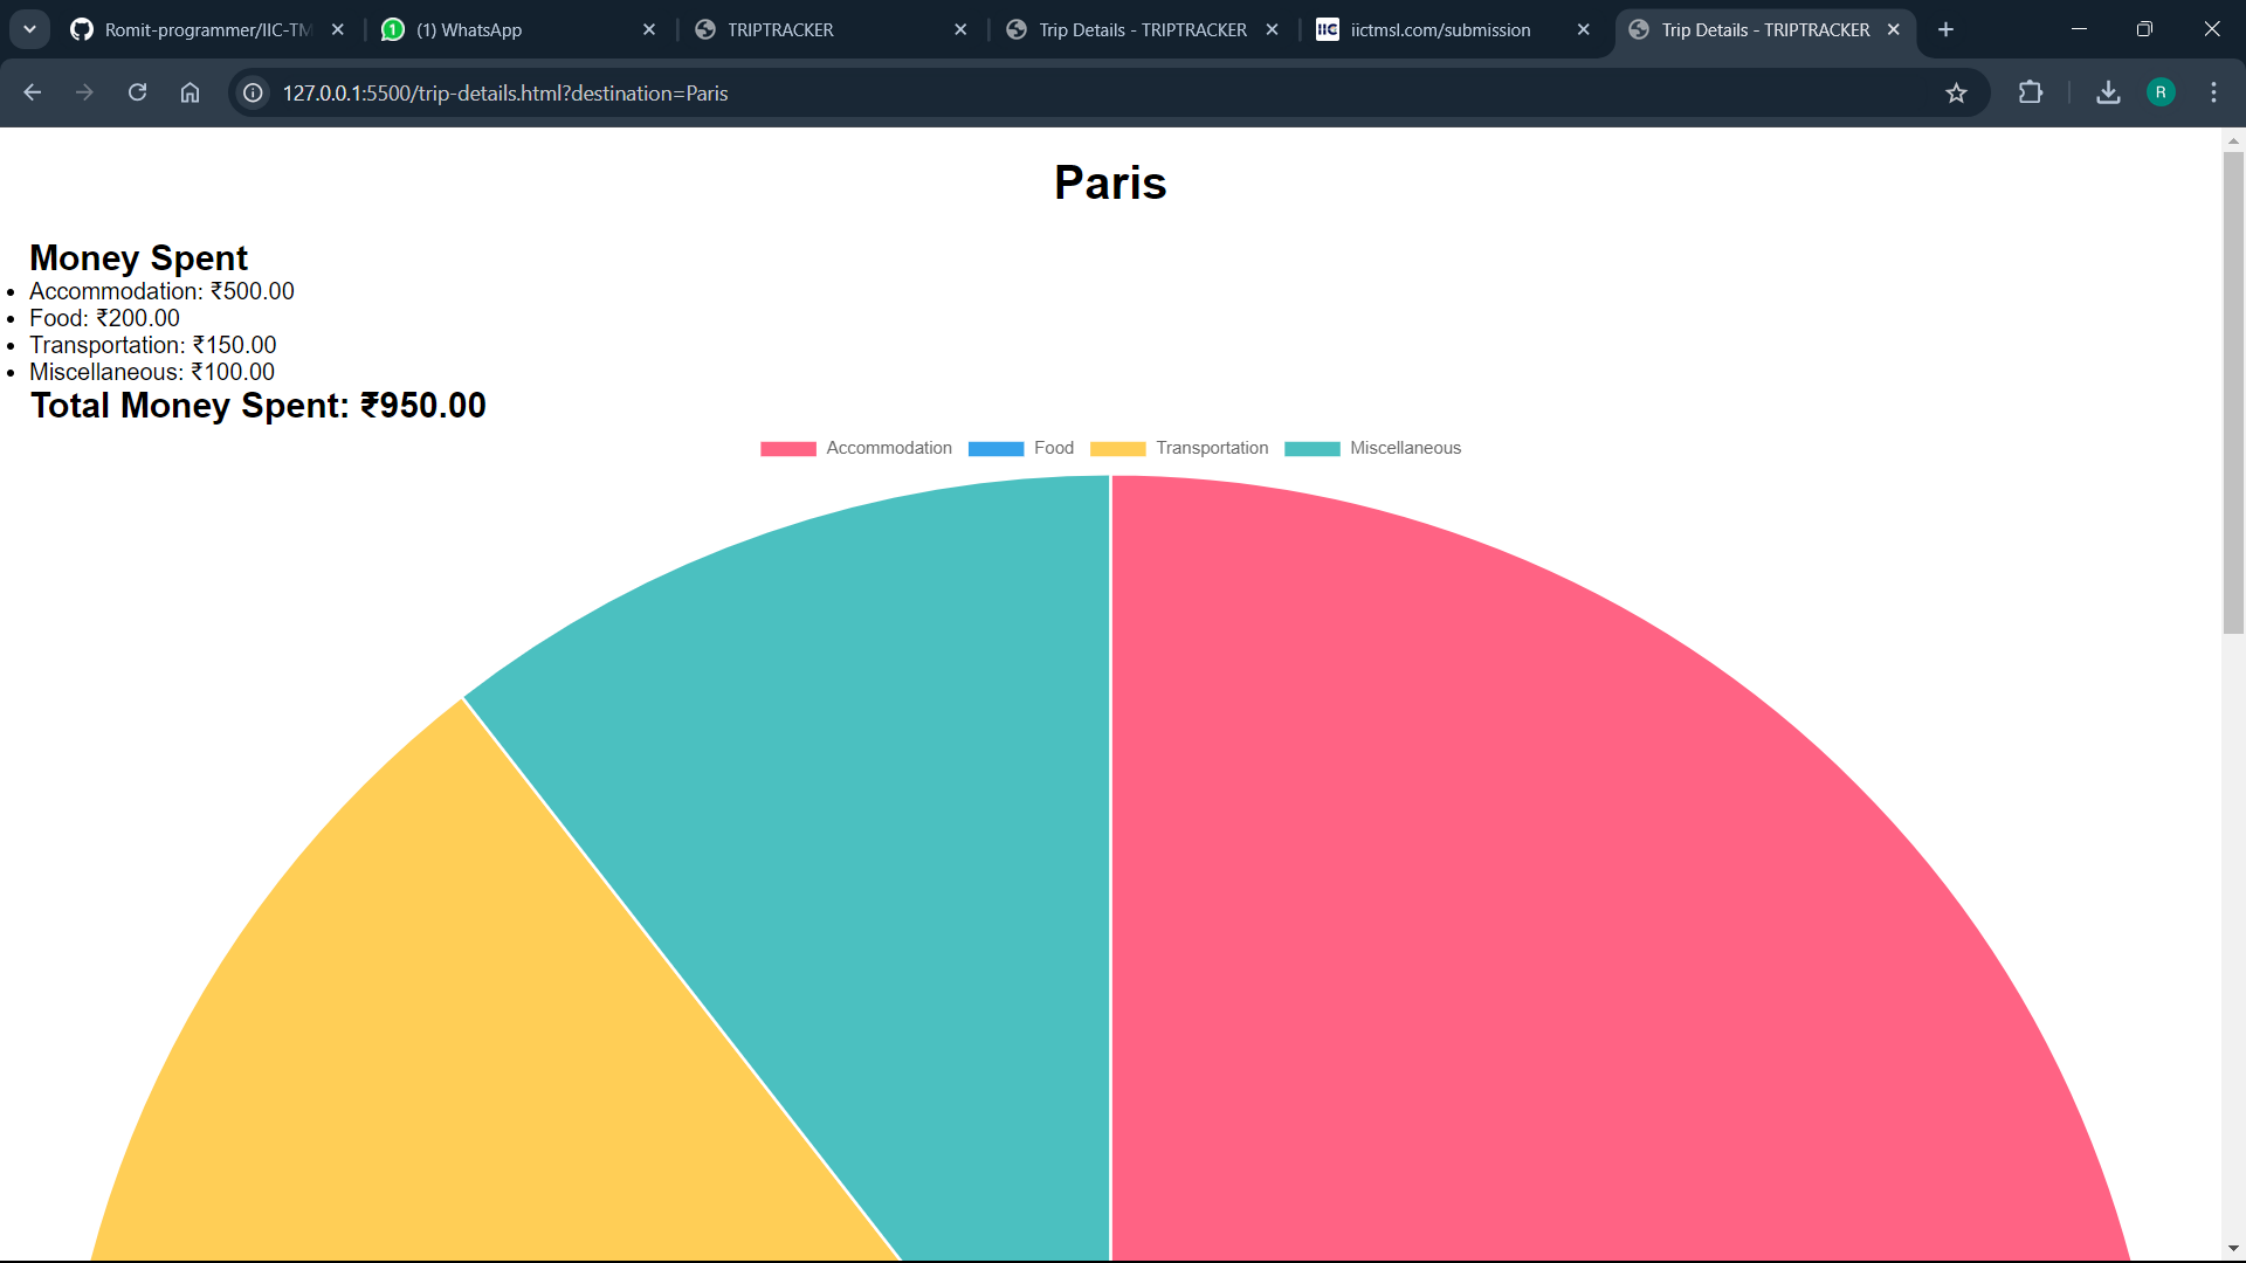 Romit-programmer/IIC-TM
(1) WhatsApp
TRIPTRACKER
Trip Details - TRIPTRACKER
iictmsl.com/submission
Trip Details - TRIPTRACKER
127.0.0.1:5500/trip-details.html?destination=Paris
R
Paris
Money Spent
• Accommodation: ₹500.00
• Food: ₹200.00
• Transportation: ₹150.00
• Miscellaneous: ₹100.00
Total Money Spent: ₹950.00
Accommodation Food Transportation Miscellaneous